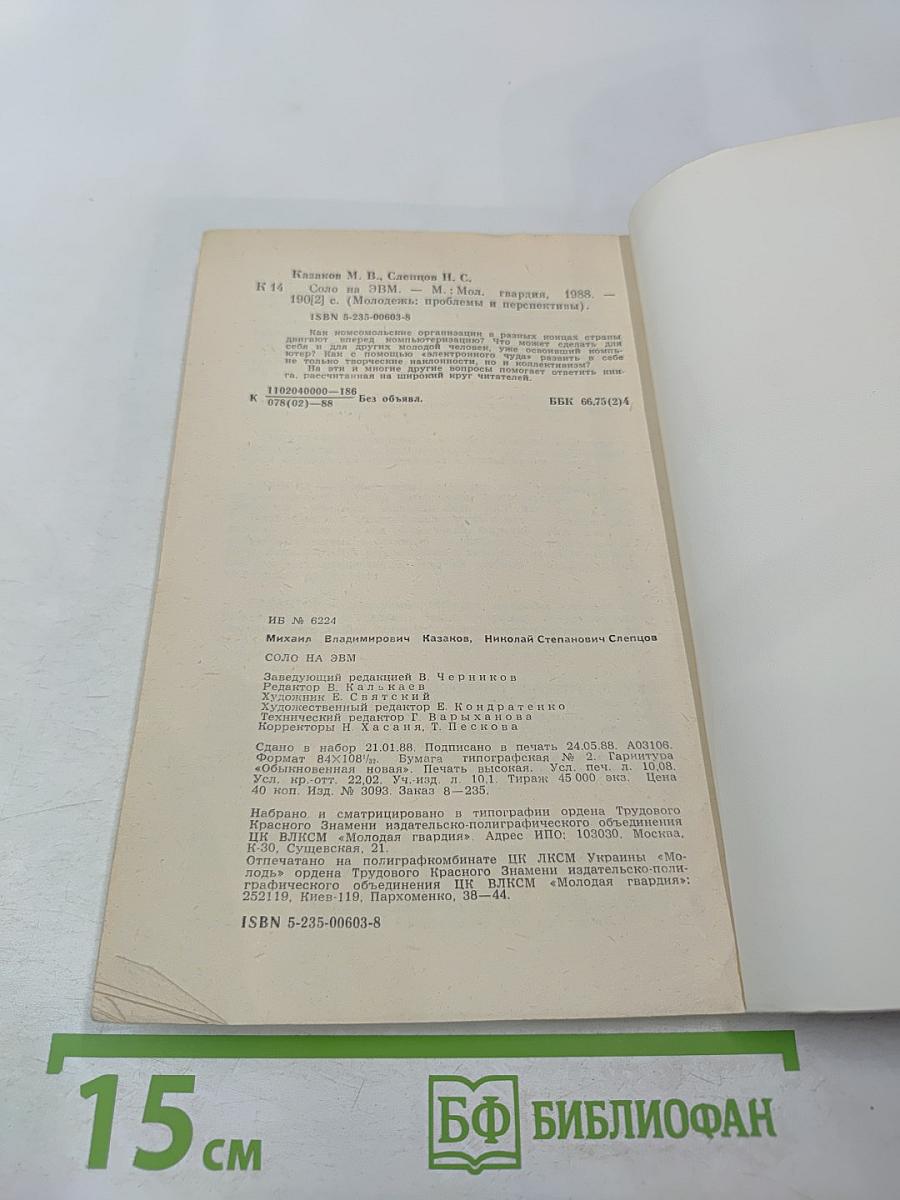 Казаков М. В., Слепцов Н. С.
К 14 Соло на ЭВМ. — М.: Мол. гвардия, 1988. —
190[2] с. (Молодежь: проблемы и перспективы).
ISBN 5-235-00603-8
Как комсомольские организации в разных концах страны
двигают вперед компьютеризацию? Что может сделать для
себя и для других молодой человек, уже освоивший компь-
ютер? Как с помощью «электронного чуда» развить в себе
не только творческие наклонности, но и коллективизм?
На эти и многие другие вопросы помогает ответить кни-
га, рассчитанная на широкий круг читателей.
К 1102040000—186 Без объявл. ББК 66,75(2)4
078(02)—88
ИБ № 6224
Михаил Владимирович Казаков, Николай Степанович Слепцов
СОЛО НА ЭВМ
Заведующий редакцией В. Черников
Редактор В. Калькаев
Художник Е. Святский
Художественный редактор Е. Кондратенко
Технический редактор Г. Варыханова
Корректоры Н. Хасаня, Т. Пескова
Сдано в набор 21.01.88. Подписано в печать 24.05.88. А03106.
Формат 84×108¹/₃₂. Бумага типографская № 2. Гарнитура
«Обыкновенная новая». Печать высокая. Усл. печ. л. 10,08.
Усл. кр.-отт. 22,02. Уч.-изд. л. 10,1. Тираж 45 000 экз. Цена
40 коп. Изд. № 3093. Заказ 8—235.
Набрано и сматрицировано в типографии ордена Трудового
Красного Знамени издательско-полиграфического объединения
ЦК ВЛКСМ «Молодая гвардия». Адрес ИПО: 103030, Москва,
К-30, Сущевская, 21.
Отпечатано на полиграфкомбинате ЦК ЛКСМ Украины «Мо-
лодь» ордена Трудового Красного Знамени издательско-поли-
графического объединения ЦК ВЛКСМ «Молодая гвардия»:
252119, Киев-119, Пархоменко, 38—44.
ISBN 5-235-00603-8
15 см БФ БИБЛИОФАН